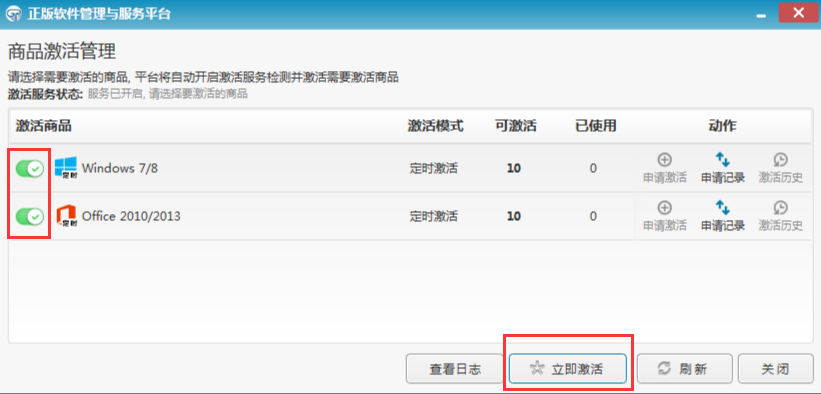 正版软件管理与服务平台
商品激活管理
请选择需要激活的商品, 平台将自动开启激活服务检测并激活需要激活商品
激活服务状态: 服务已开启, 请选择要激活的商品
激活商品 激活模式 可激活 已使用 动作
定时 Windows 7/8 定时激活 10 0 申请激活 申请记录 激活历史
定时 Office 2010/2013 定时激活 10 0 申请激活 申请记录 激活历史
查看日志 立即激活 刷新 关闭